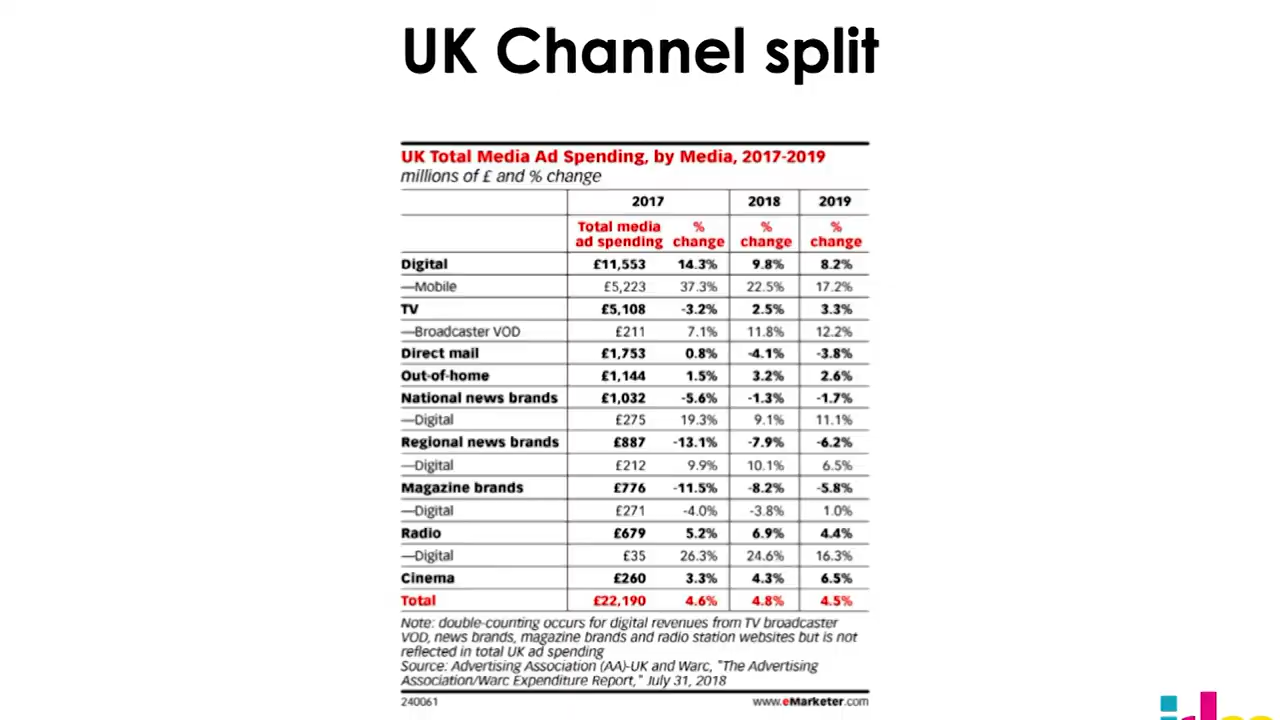 UK Channel split
UK Total Media Ad Spending, by Media, 2017-2019
millions of £ and % change
2017 2018 2019
Total media ad spending % change % change % change
Digital £11,553 14.3% 9.8% 8.2%
—Mobile £5,223 37.3% 22.5% 17.2%
TV £5,108 -3.2% 2.5% 3.3%
—Broadcaster VOD £211 7.1% 11.8% 12.2%
Direct mail £1,753 0.8% -4.1% -3.8%
Out-of-home £1,144 1.5% 3.2% 2.6%
National news brands £1,032 -5.6% -1.3% -1.7%
—Digital £275 19.3% 9.1% 11.1%
Regional news brands £887 -13.1% -7.9% -6.2%
—Digital £212 9.9% 10.1% 6.5%
Magazine brands £776 -11.5% -8.2% -5.8%
—Digital £271 -4.0% -3.8% 1.0%
Radio £679 5.2% 6.9% 4.4%
—Digital £35 26.3% 24.6% 16.3%
Cinema £260 3.3% 4.3% 6.5%
Total £22,190 4.6% 4.8% 4.5%
Note: double-counting occurs for digital revenues from TV broadcaster
VOD, news brands, magazine brands and radio station websites but is not
reflected in total UK ad spending
Source: Advertising Association (AA)-UK and Warc, "The Advertising
Association/Warc Expenditure Report," July 31, 2018
240061 www.eMarketer.com